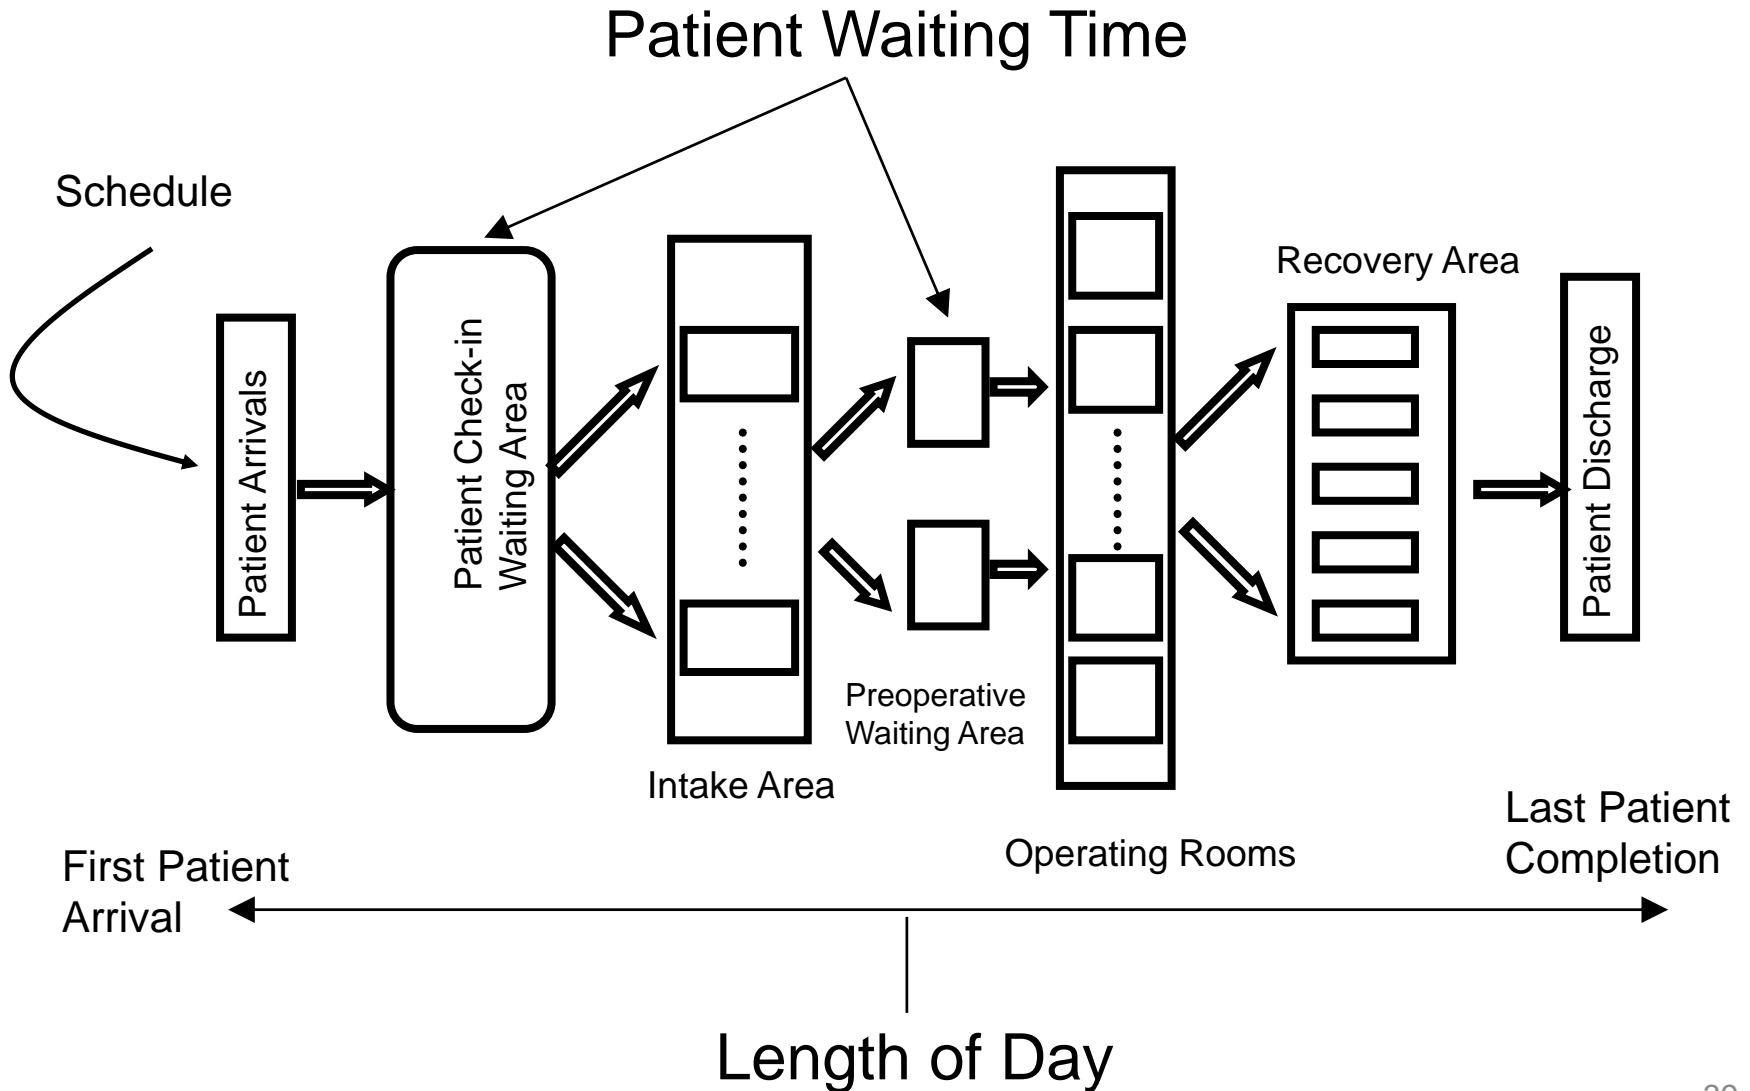 Patient Waiting Time
Schedule
Patient Arrivals
Patient Check-in
Waiting Area
Intake Area
Preoperative
Waiting Area
Operating Rooms
Recovery Area
Patient Discharge
First Patient
Arrival
Last Patient
Completion
Length of Day